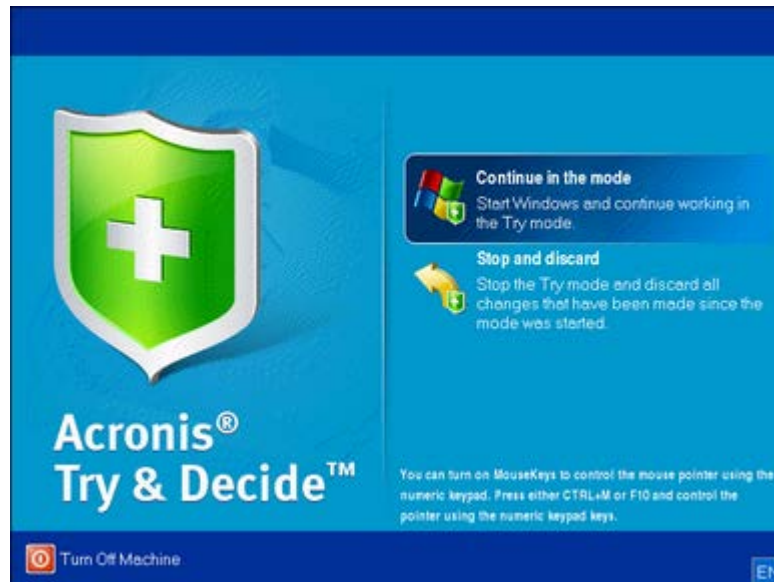 Continue in the mode
Start Windows and continue working in
the Try mode.
Stop and discard
Stop the Try mode and discard all
changes that have been made since the
mode was started.
Acronis®
Try & Decide™
You can turn on MouseKeys to control the mouse pointer using the
numeric keypad. Press either CTRL+M or F10 and control the
pointer using the numeric keypad keys.
Turn Off Machine
EN